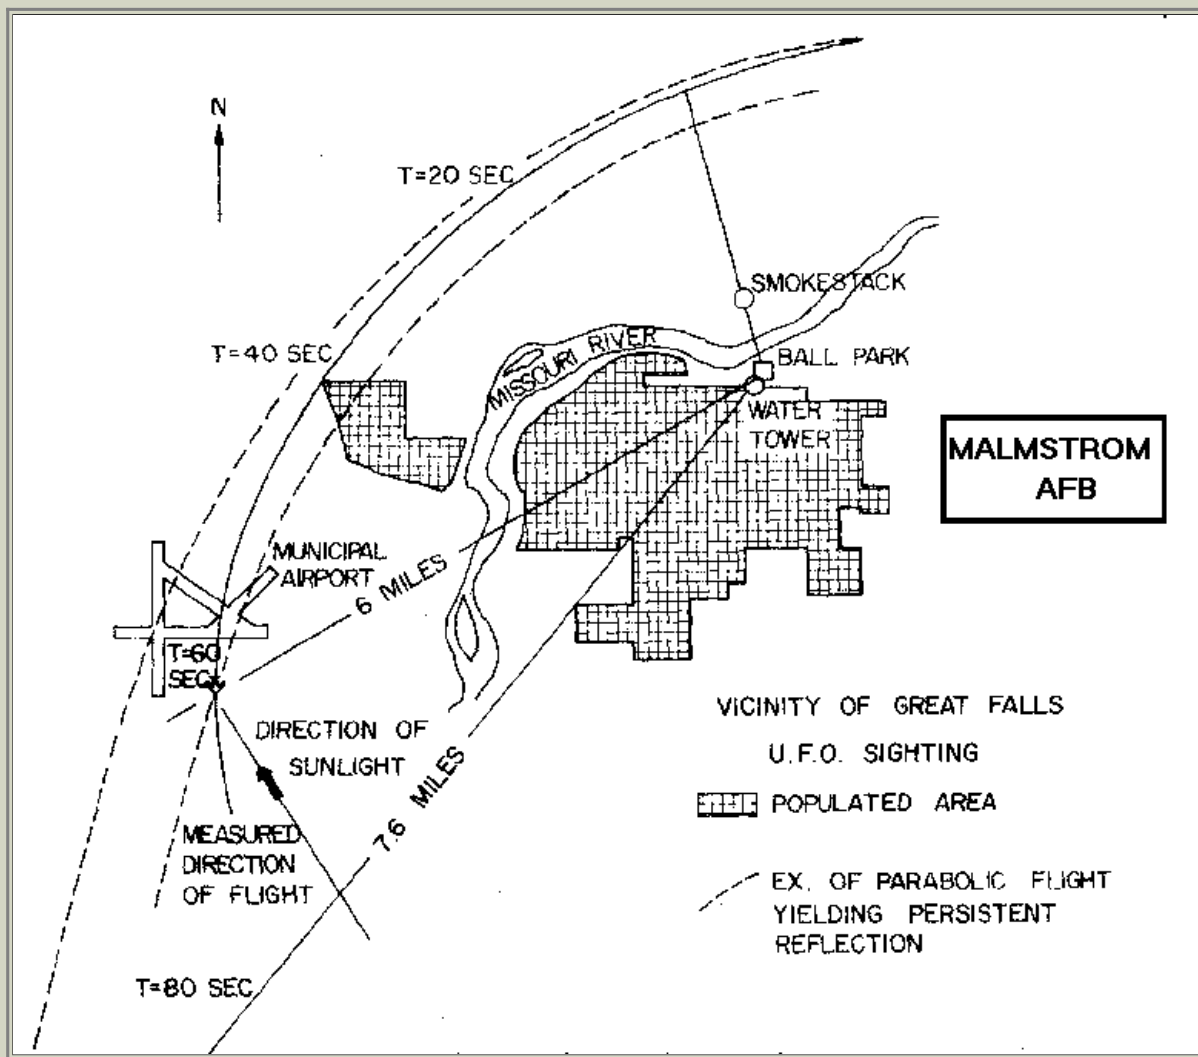 N
T=20 SEC
SMOKESTACK
MISSOURI RIVER
T=40 SEC
BALL PARK
WATER
TOWER
MALMSTROM
AFB
MUNICIPAL
AIRPORT
6 MILES
T=60
SEC
VICINITY OF GREAT FALLS
U.F.O. SIGHTING
DIRECTION OF
SUNLIGHT
7.6 MILES
POPULATED AREA
MEASURED
DIRECTION
OF FLIGHT
EX. OF PARABOLIC FLIGHT
YIELDING PERSISTENT
REFLECTION
T=80 SEC